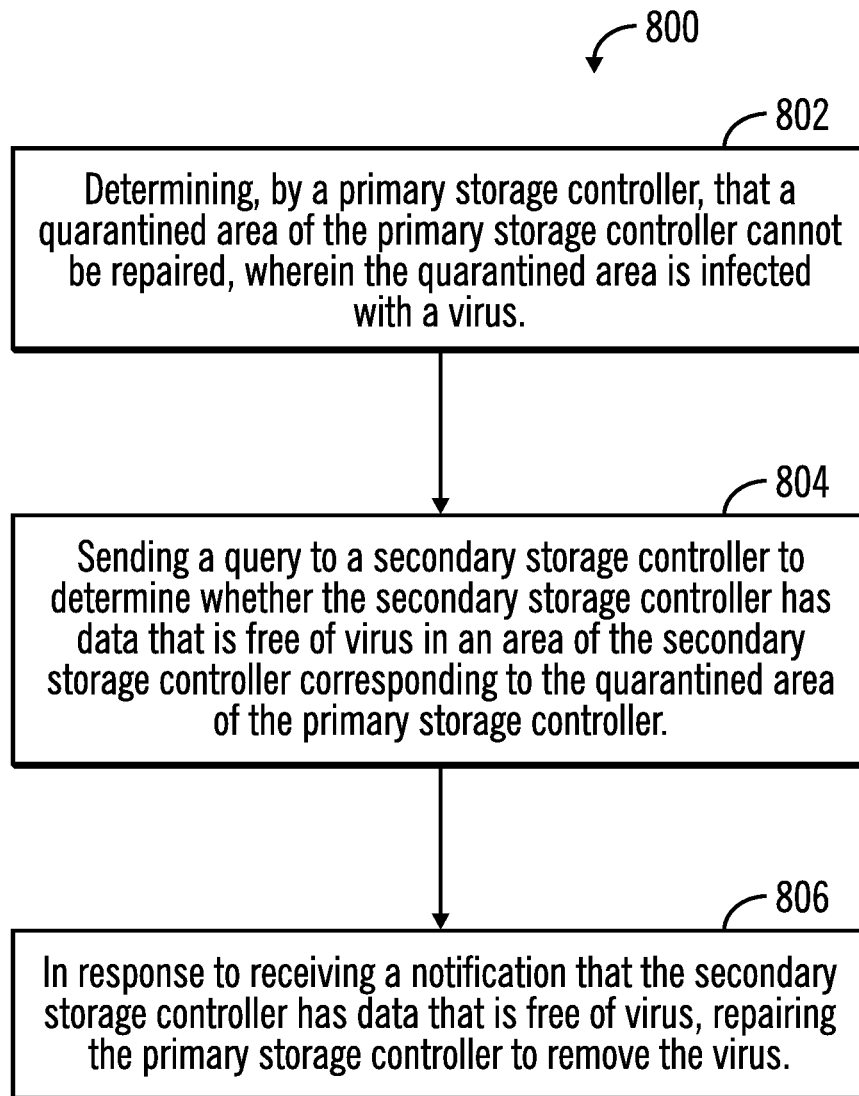 800
802
Determining, by a primary storage controller, that a
quarantined area of the primary storage controller cannot
be repaired, wherein the quarantined area is infected
with a virus.
804
Sending a query to a secondary storage controller to
determine whether the secondary storage controller has
data that is free of virus in an area of the secondary
storage controller corresponding to the quarantined area
of the primary storage controller.
806
In response to receiving a notification that the secondary
storage controller has data that is free of virus, repairing
the primary storage controller to remove the virus.